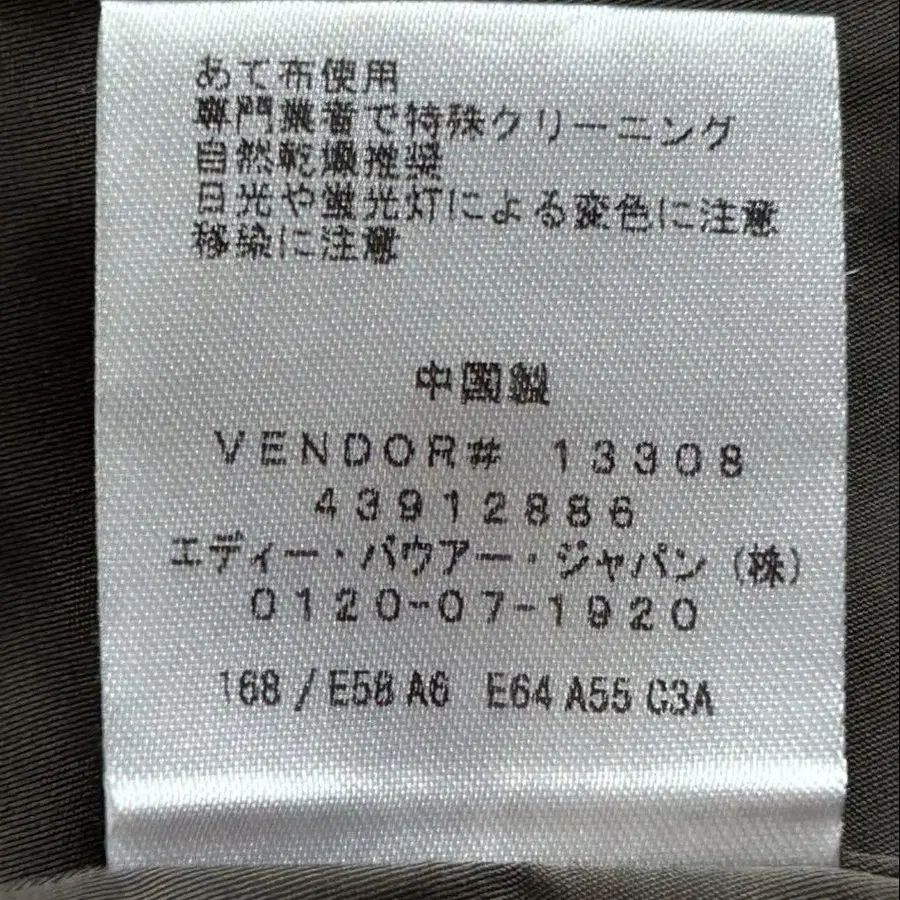 あて布使用
専門業者で特殊クリーニング
自然乾燥推奨
日光や蛍光灯による変色に注意
移染に注意
中国製
VENDOR# 13308
43912886
エディー・バウアー・ジャパン (株)
0120-07-1920
168 / E58 A6 E64 A55 C3A